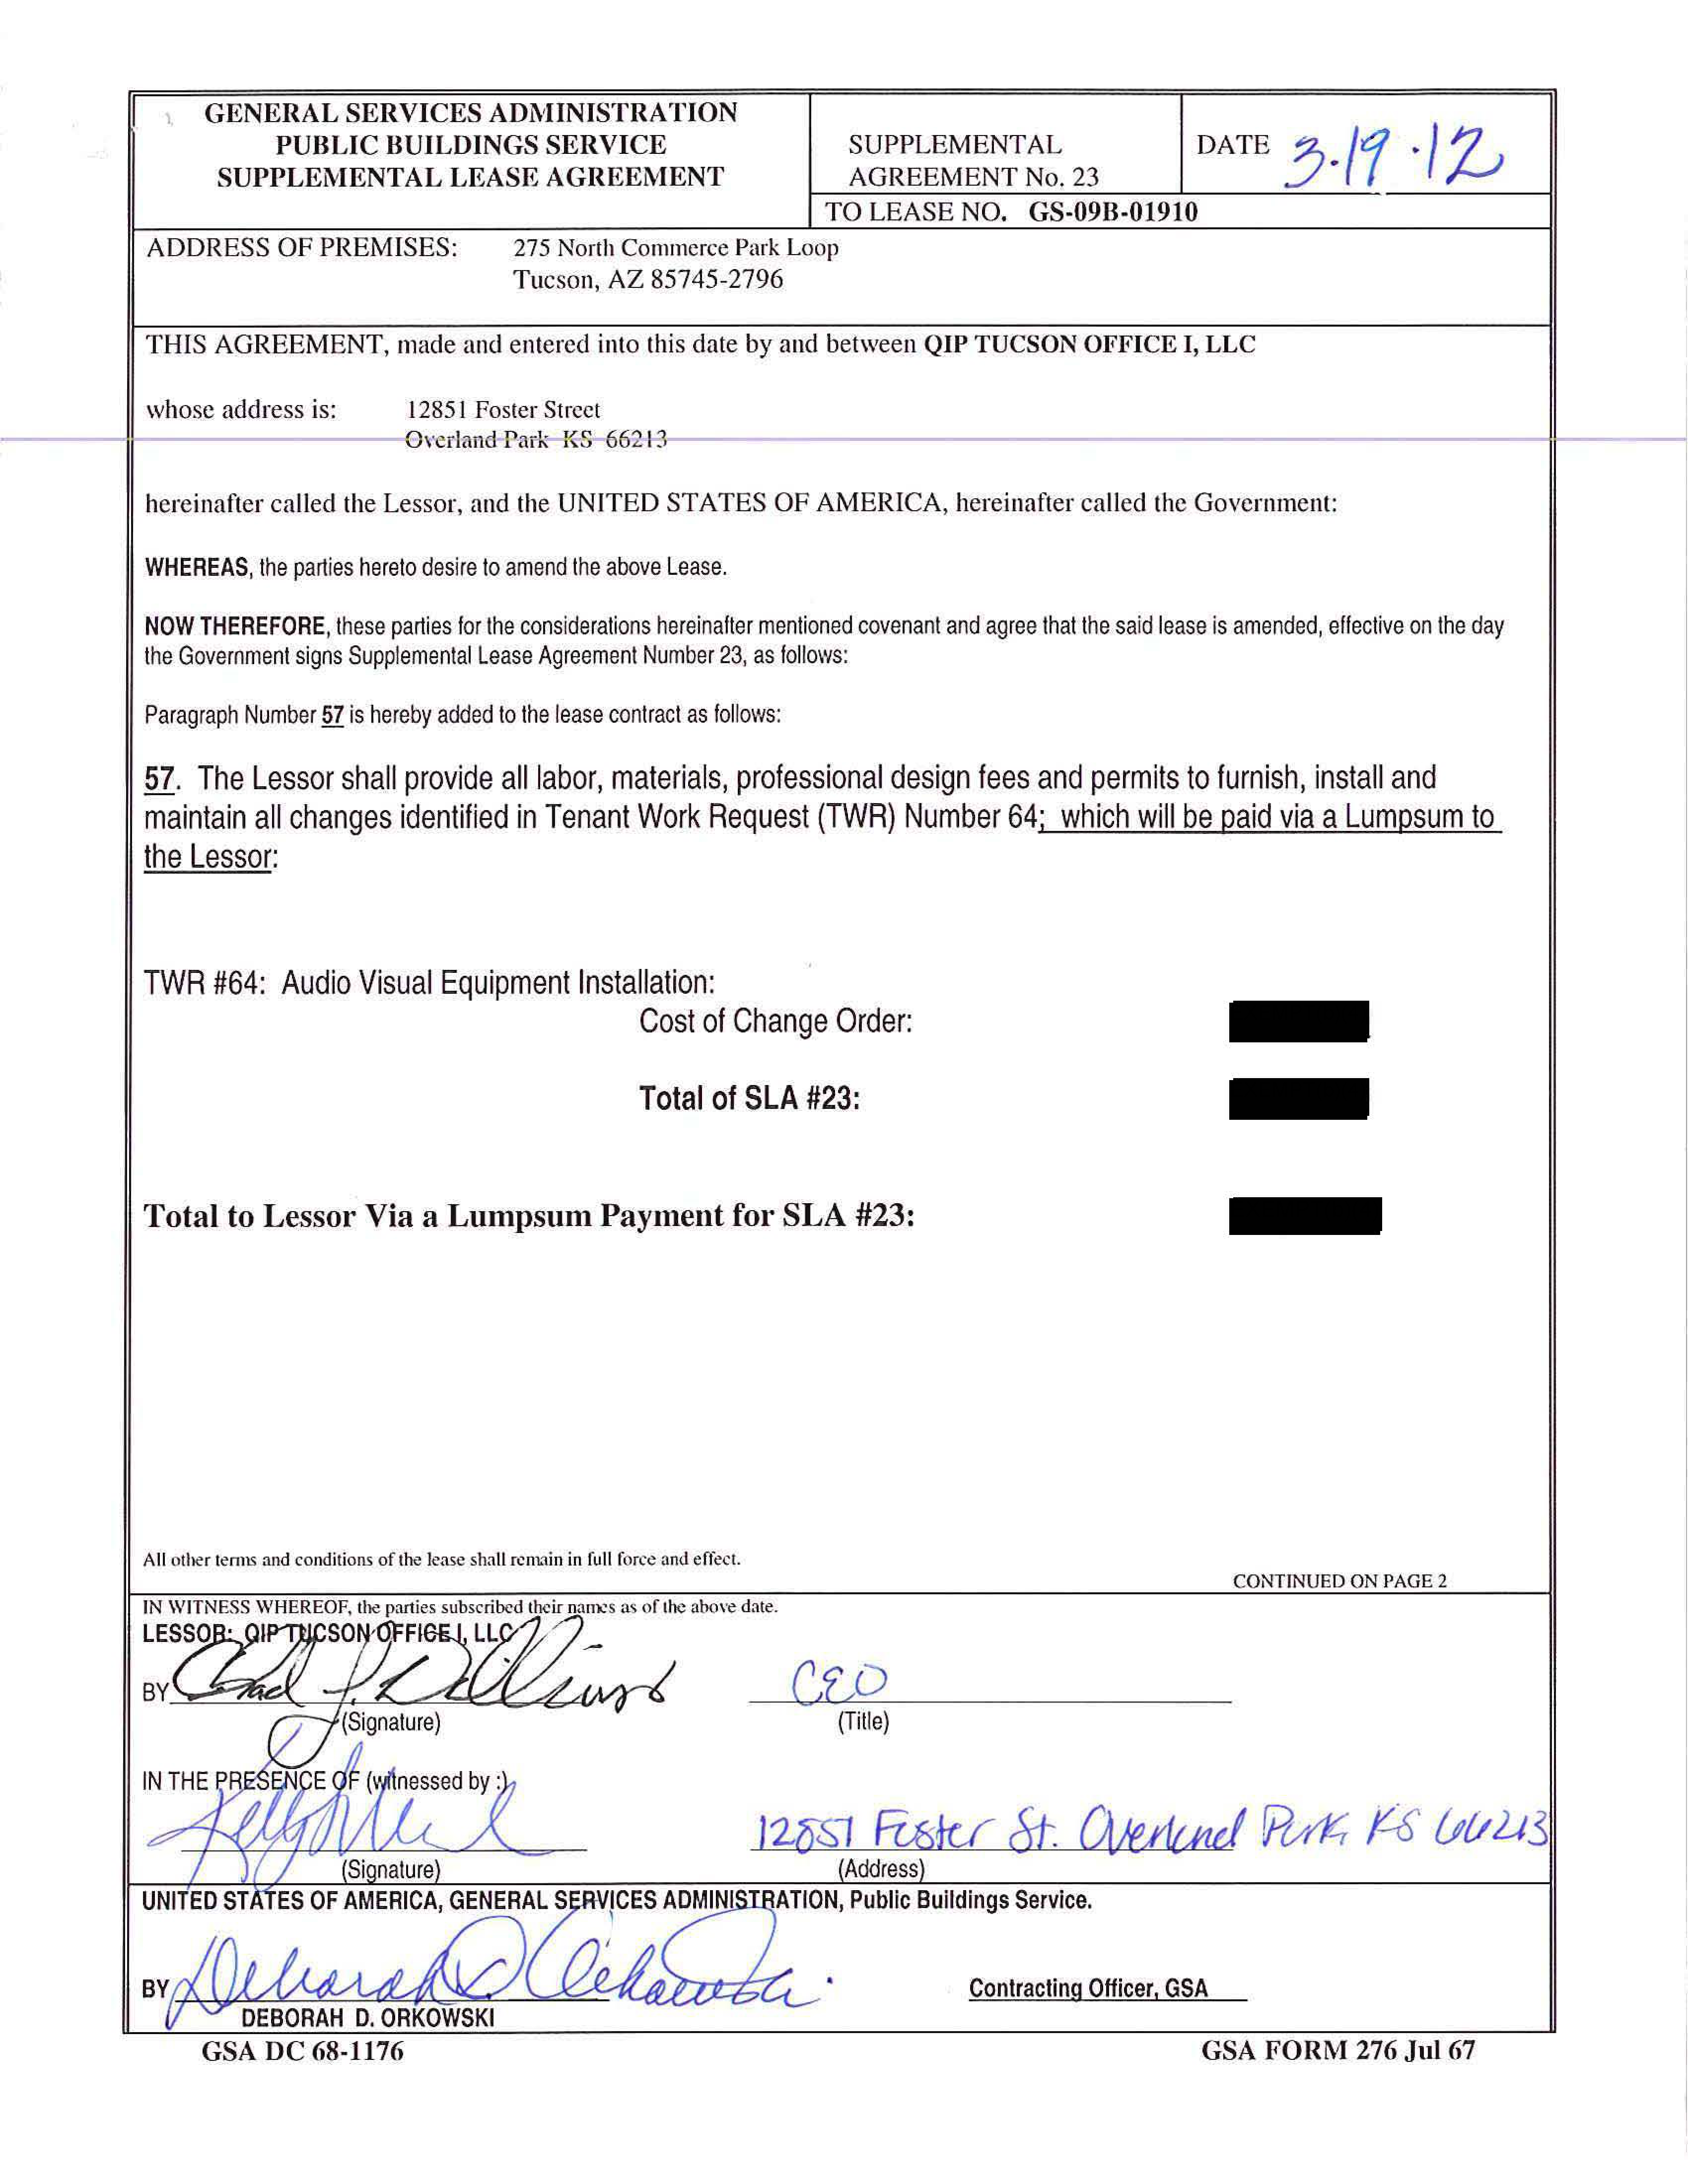 GENERAL SERVICES ADMINISTRATION
PUBLIC BUILDINGS SERVICE
SUPPLEMENTAL LEASE AGREEMENT
SUPPLEMENTAL
AGREEMENT No. 23
DATE 3.19.12
TO LEASE NO. GS-09B-01910
ADDRESS OF PREMISES: 275 North Commerce Park Loop
Tucson, AZ 85745-2796
THIS AGREEMENT, made and entered into this date by and between QIP TUCSON OFFICE I, LLC
whose address is: 12851 Foster Street
Overland Park KS 66213
hereinafter called the Lessor, and the UNITED STATES OF AMERICA, hereinafter called the Government:
WHEREAS, the parties hereto desire to amend the above Lease.
NOW THEREFORE, these parties for the considerations hereinafter mentioned covenant and agree that the said lease is amended, effective on the day
the Government signs Supplemental Lease Agreement Number 23, as follows:
Paragraph Number 57 is hereby added to the lease contract as follows:
57. The Lessor shall provide all labor, materials, professional design fees and permits to furnish, install and
maintain all changes identified in Tenant Work Request (TWR) Number 64; which will be paid via a Lumpsum to
the Lessor:
TWR #64: Audio Visual Equipment Installation:
Cost of Change Order:
Total of SLA #23:
Total to Lessor Via a Lumpsum Payment for SLA #23:
All other terms and conditions of the lease shall remain in full force and effect.
CONTINUED ON PAGE 2
IN WITNESS WHEREOF, the parties subscribed their names as of the above date.
LESSOR: QIP TUCSON OFFICE I, LLC
BY CEO
(Signature) (Title)
IN THE PRESENCE OF (witnessed by :)
12851 Foster St. Overland Park, KS 66213
(Signature) (Address)
UNITED STATES OF AMERICA, GENERAL SERVICES ADMINISTRATION, Public Buildings Service.
BY Contracting Officer, GSA
DEBORAH D. ORKOWSKI
GSA DC 68-1176 GSA FORM 276 Jul 67